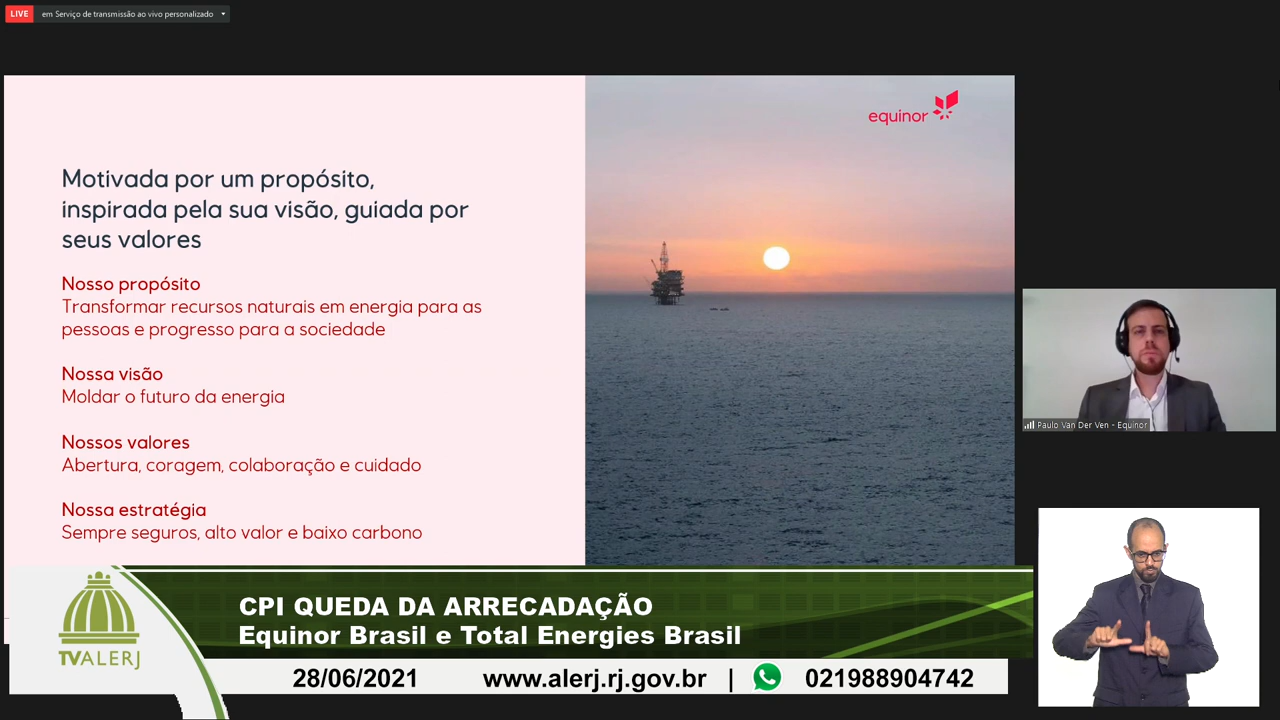 LIVE em Serviço de transmissão ao vivo personalizado
equinor
Motivada por um propósito,
inspirada pela sua visão, guiada por
seus valores
Nosso propósito
Transformar recursos naturais em energia para as
pessoas e progresso para a sociedade
Nossa visão
Moldar o futuro da energia
Nossos valores
Abertura, coragem, colaboração e cuidado
Nossa estratégia
Sempre seguros, alto valor e baixo carbono
Paulo Van Der Ven - Equinor
TVALERJ
CPI QUEDA DA ARRECADAÇÃO
Equinor Brasil e Total Energies Brasil
28/06/2021 www.alerj.rj.gov.br | 021988904742